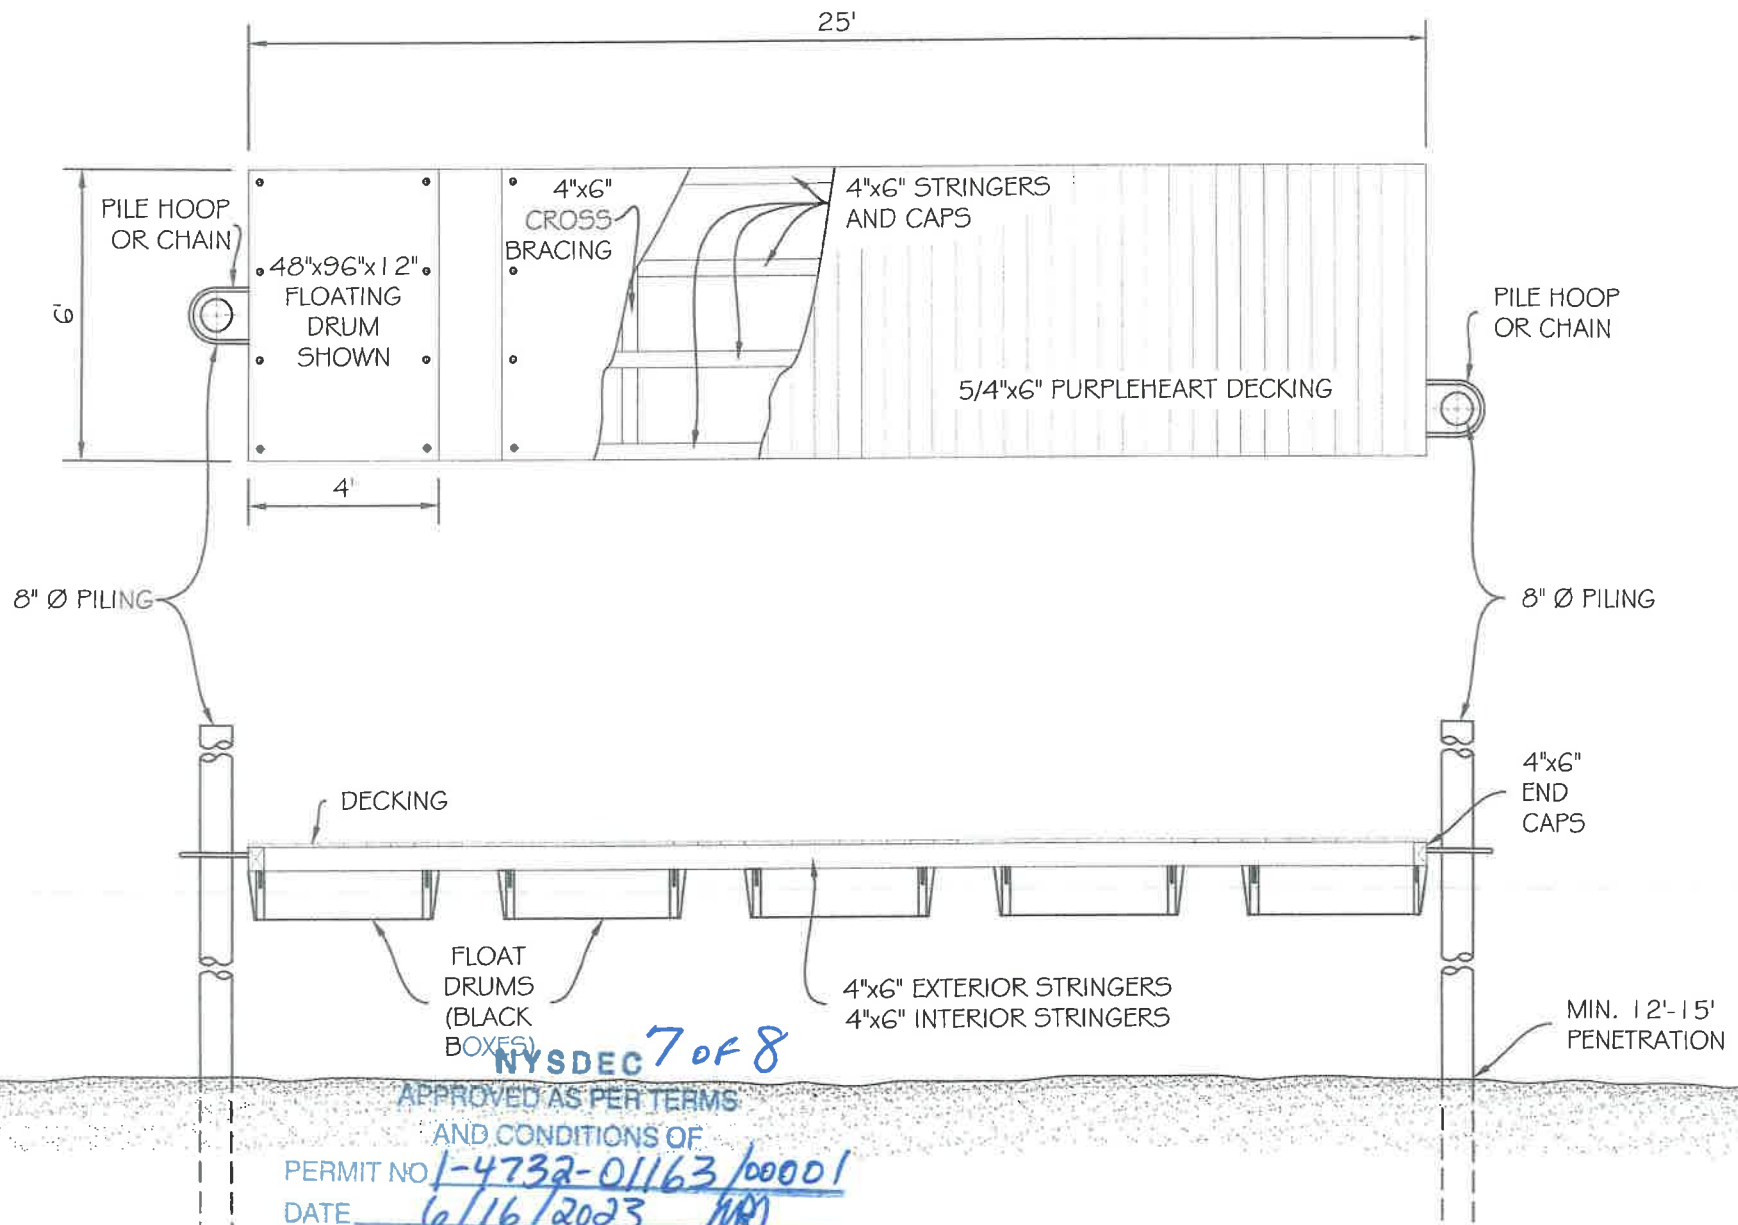 25'
6'
PILE HOOP
OR CHAIN
48"x96"x12"
FLOATING
DRUM
SHOWN
4"x6"
CROSS
BRACING
4"x6" STRINGERS
AND CAPS
5/4"x6" PURPLEHEART DECKING
PILE HOOP
OR CHAIN
4'
8" Ø PILING
8" Ø PILING
DECKING
4"x6"
END
CAPS
FLOAT
DRUMS
(BLACK
BOXES)
4"x6" EXTERIOR STRINGERS
4"x6" INTERIOR STRINGERS
MIN. 12'-15'
PENETRATION
NYSDEC 7 OF 8
APPROVED AS PER TERMS
AND CONDITIONS OF
PERMIT NO 1-4732-01163/00001
DATE 6/16/2023